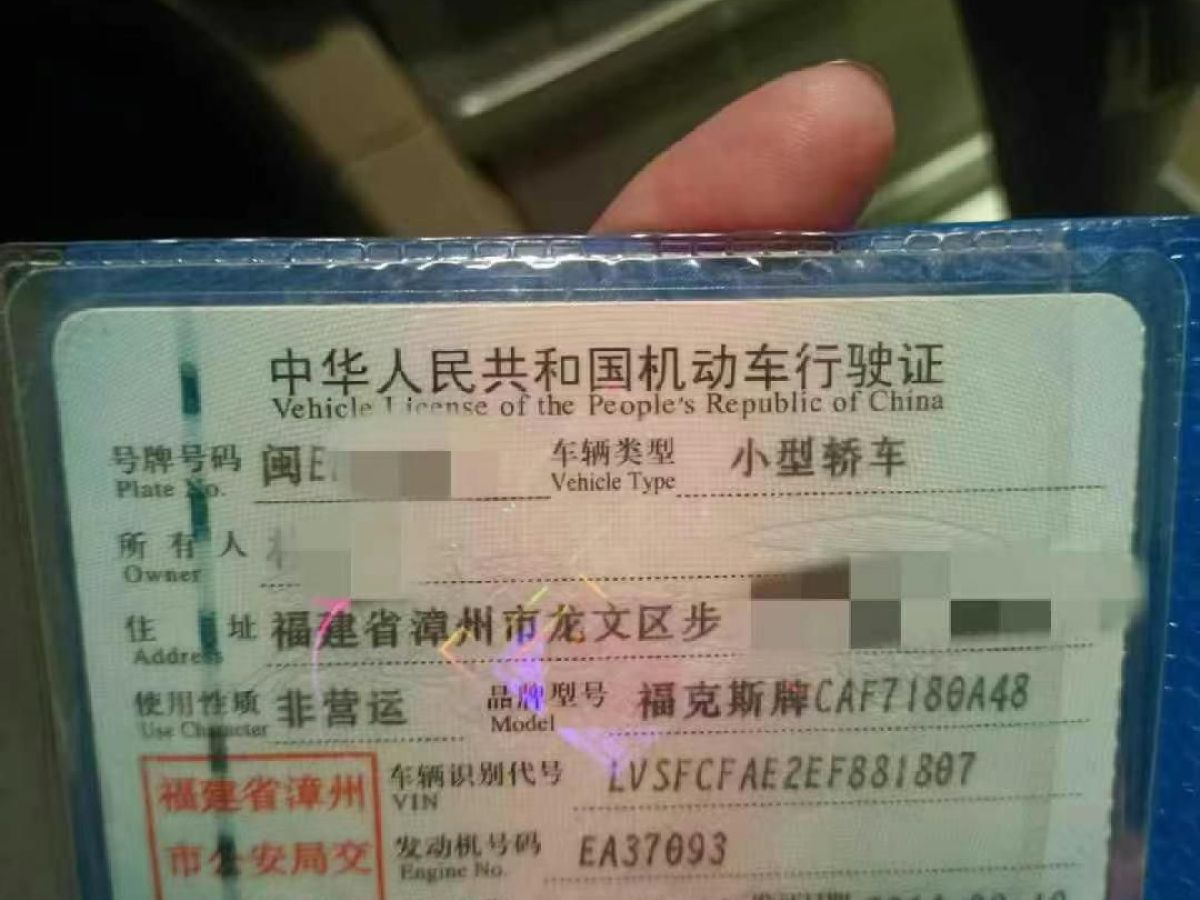 中华人民共和国机动车行驶证
Vehicle License of the People's Republic of China
号牌号码 闽E 车辆类型 小型轿车
Plate No. Vehicle Type
所有人
Owner
住址 福建省漳州市龙文区步
Address
使用性质 非营运 品牌型号 福克斯牌CAF7180A48
Use Character Model
福建省漳州 车辆识别代号 LVSFCFAE2EF881807
VIN
市公安局交 发动机号码 EA37093
Engine No.